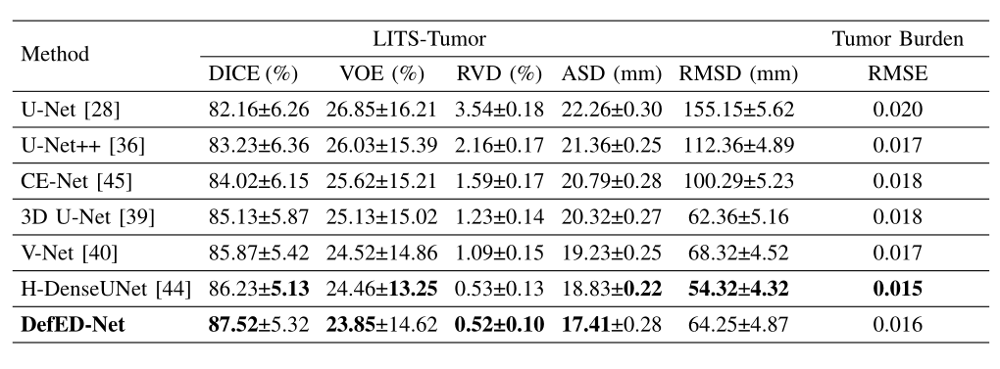 Method LITS-Tumor Tumor Burden
DICE (%) VOE (%) RVD (%) ASD (mm) RMSD (mm) RMSE
U-Net [28] 82.16±6.26 26.85±16.21 3.54±0.18 22.26±0.30 155.15±5.62 0.020
U-Net++ [36] 83.23±6.36 26.03±15.39 2.16±0.17 21.36±0.25 112.36±4.89 0.017
CE-Net [45] 84.02±6.15 25.62±15.21 1.59±0.17 20.79±0.28 100.29±5.23 0.018
3D U-Net [39] 85.13±5.87 25.13±15.02 1.23±0.14 20.32±0.27 62.36±5.16 0.018
V-Net [40] 85.87±5.42 24.52±14.86 1.09±0.15 19.23±0.25 68.32±4.52 0.017
H-DenseUNet [44] 86.23±5.13 24.46±13.25 0.53±0.13 18.83±0.22 54.32±4.32 0.015
DefED-Net 87.52±5.32 23.85±14.62 0.52±0.10 17.41±0.28 64.25±4.87 0.016